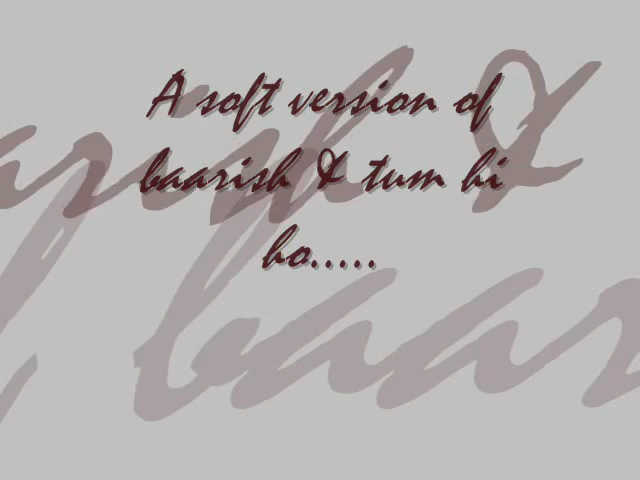 A soft version of
baarish & tum hi
ho.....